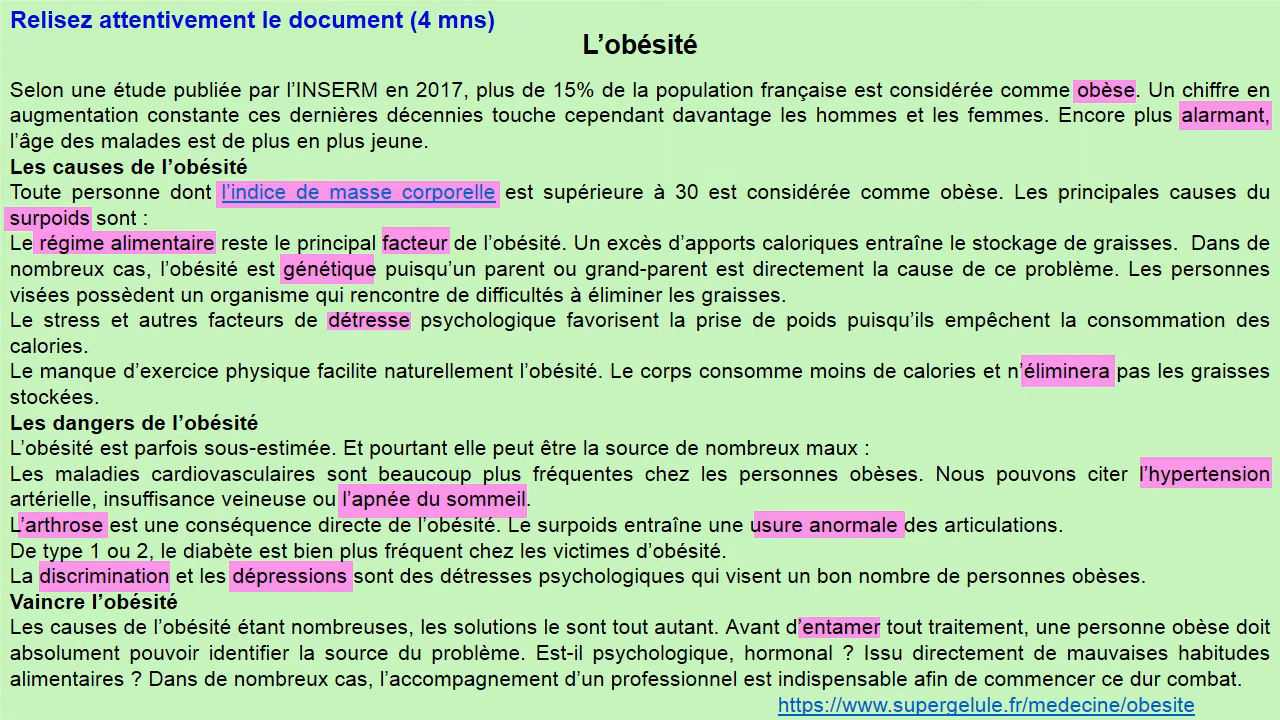 Relisez attentivement le document (4 mns)
L’obésité
Selon une étude publiée par l’INSERM en 2017, plus de 15% de la population française est considérée comme obèse. Un chiffre en
augmentation constante ces dernières décennies touche cependant davantage les hommes et les femmes. Encore plus alarmant,
l’âge des malades est de plus en plus jeune.
Les causes de l’obésité
Toute personne dont l’indice de masse corporelle est supérieure à 30 est considérée comme obèse. Les principales causes du
surpoids sont :
Le régime alimentaire reste le principal facteur de l’obésité. Un excès d’apports caloriques entraîne le stockage de graisses. Dans de
nombreux cas, l’obésité est génétique puisqu’un parent ou grand-parent est directement la cause de ce problème. Les personnes
visées possèdent un organisme qui rencontre de difficultés à éliminer les graisses.
Le stress et autres facteurs de détresse psychologique favorisent la prise de poids puisqu’ils empêchent la consommation des
calories.
Le manque d’exercice physique facilite naturellement l’obésité. Le corps consomme moins de calories et n’éliminera pas les graisses
stockées.
Les dangers de l’obésité
L’obésité est parfois sous-estimée. Et pourtant elle peut être la source de nombreux maux :
Les maladies cardiovasculaires sont beaucoup plus fréquentes chez les personnes obèses. Nous pouvons citer l’hypertension
artérielle, insuffisance veineuse ou l’apnée du sommeil.
L’arthrose est une conséquence directe de l’obésité. Le surpoids entraîne une usure anormale des articulations.
De type 1 ou 2, le diabète est bien plus fréquent chez les victimes d’obésité.
La discrimination et les dépressions sont des détresses psychologiques qui visent un bon nombre de personnes obèses.
Vaincre l’obésité
Les causes de l’obésité étant nombreuses, les solutions le sont tout autant. Avant d’entamer tout traitement, une personne obèse doit
absolument pouvoir identifier la source du problème. Est-il psychologique, hormonal ? Issu directement de mauvaises habitudes
alimentaires ? Dans de nombreux cas, l’accompagnement d’un professionnel est indispensable afin de commencer ce dur combat.
https://www.supergelule.fr/medecine/obesite